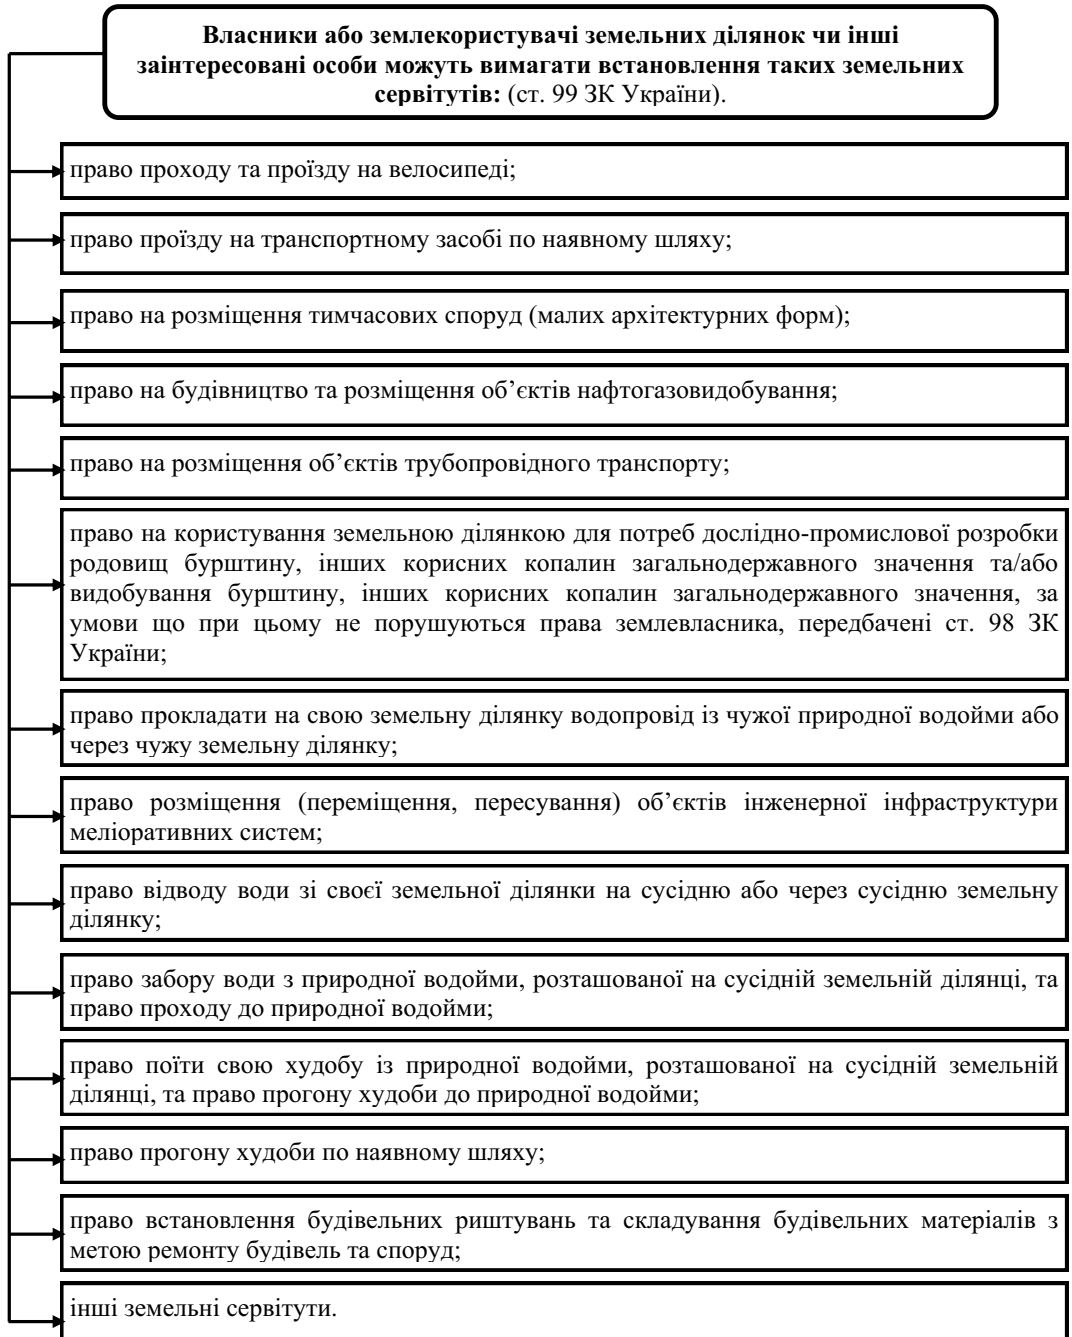 Власники або землекористувачі земельних ділянок чи інші
заінтересовані особи можуть вимагати встановлення таких земельних
сервітутів: (ст. 99 ЗК України).
право проходу та проїзду на велосипеді;
право проїзду на транспортному засобі по наявному шляху;
право на розміщення тимчасових споруд (малих архітектурних форм);
право на будівництво та розміщення об’єктів нафтогазовидобування;
право на розміщення об’єктів трубопровідного транспорту;
право на користування земельною ділянкою для потреб дослідно-промислової розробки
родовищ бурштину, інших корисних копалин загальнодержавного значення та/або
видобування бурштину, інших корисних копалин загальнодержавного значення, за
умови що при цьому не порушуються права землевласника, передбачені ст. 98 ЗК
України;
право прокладати на свою земельну ділянку водопровід із чужої природної водойми або
через чужу земельну ділянку;
право розміщення (переміщення, пересування) об’єктів інженерної інфраструктури
меліоративних систем;
право відводу води зі своєї земельної ділянки на сусідню або через сусідню земельну
ділянку;
право забору води з природної водойми, розташованої на сусідній земельній ділянці, та
право проходу до природної водойми;
право поїти свою худобу із природної водойми, розташованої на сусідній земельній
ділянці, та право прогону худоби до природної водойми;
право прогону худоби по наявному шляху;
право встановлення будівельних риштувань та складування будівельних матеріалів з
метою ремонту будівель та споруд;
інші земельні сервітути.